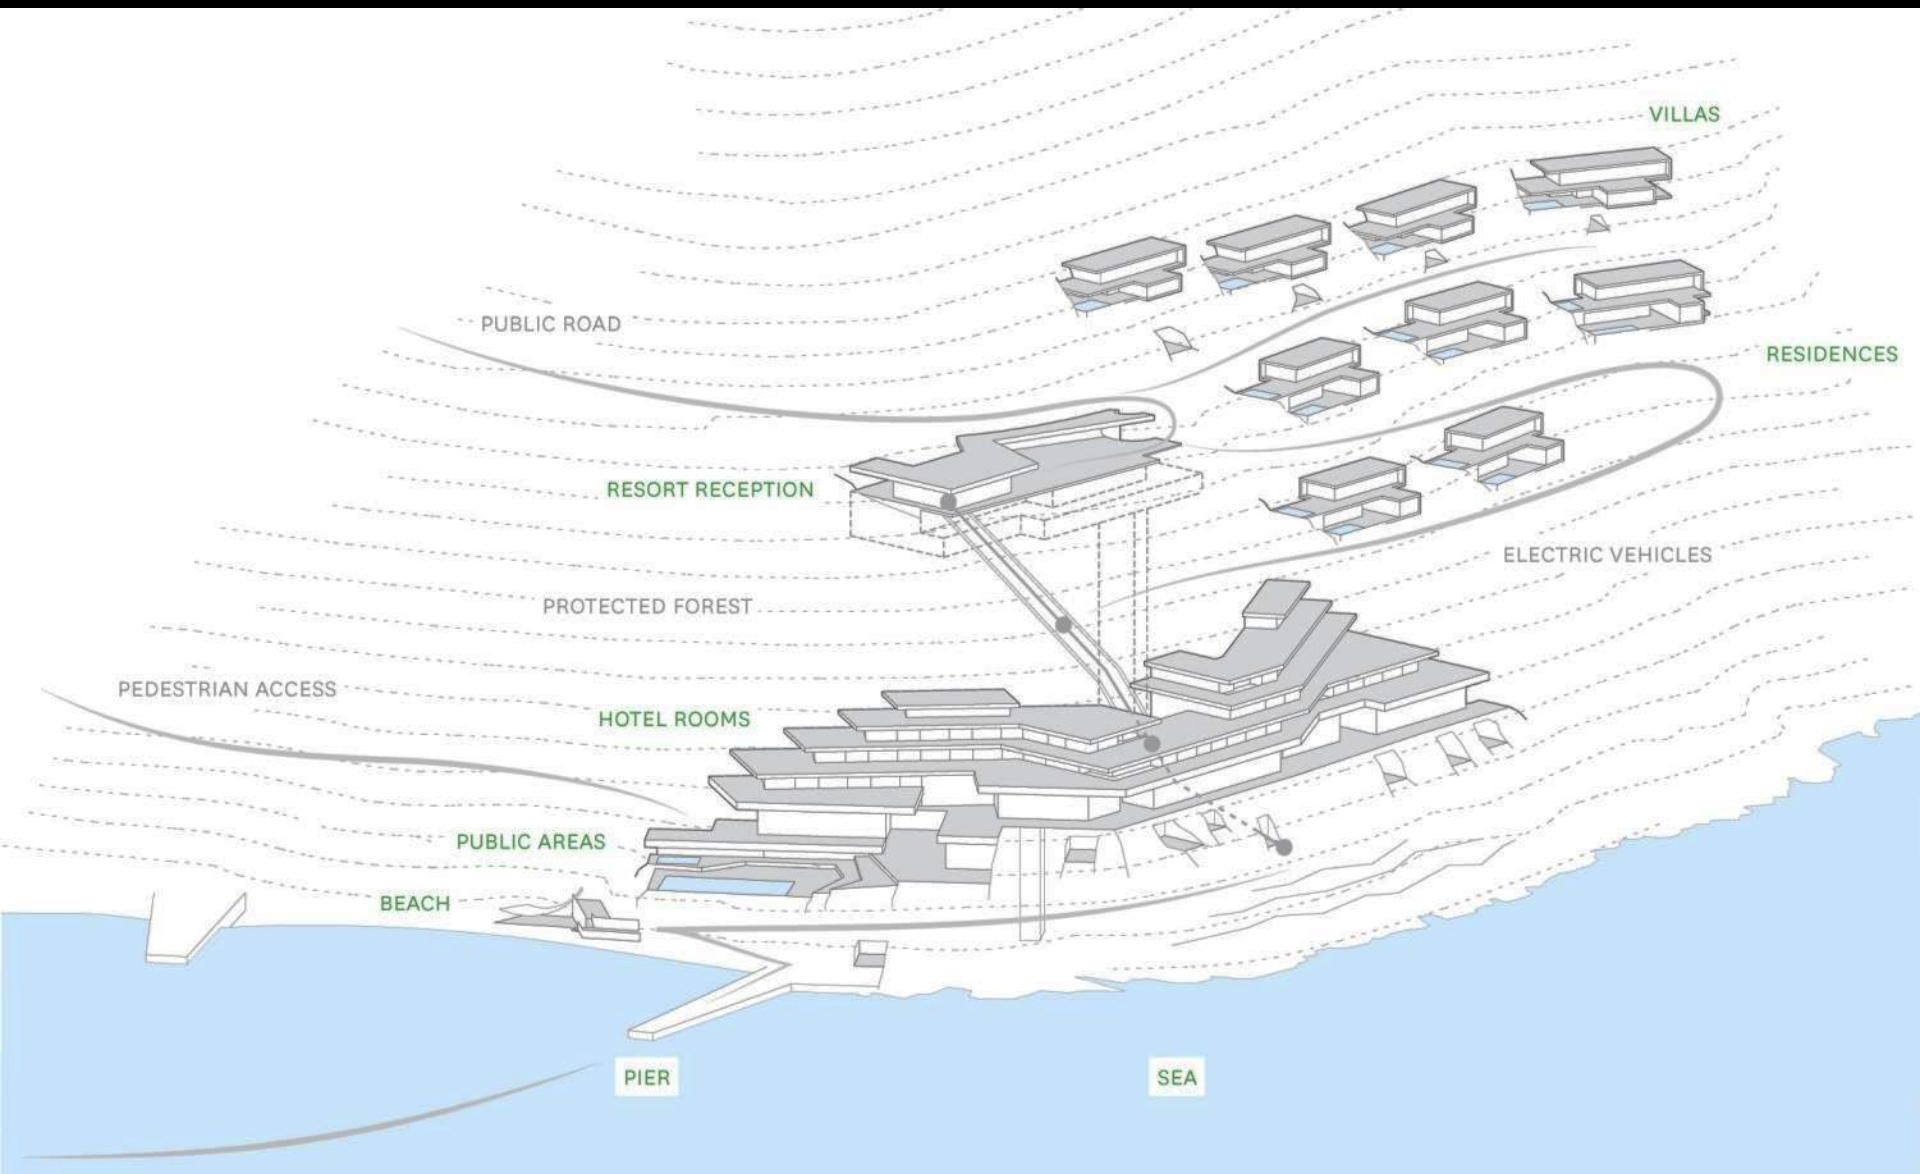 VILLAS
PUBLIC ROAD
RESIDENCES
RESORT RECEPTION
ELECTRIC VEHICLES
PROTECTED FOREST
PEDESTRIAN ACCESS
HOTEL ROOMS
PUBLIC AREAS
BEACH
PIER
SEA